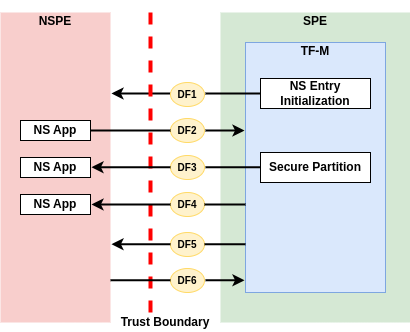 NSPE
SPE
TF-M
NS Entry
Initialization
DF1
NS App
DF2
NS App
DF3
Secure Partition
NS App
DF4
DF5
DF6
Trust Boundary